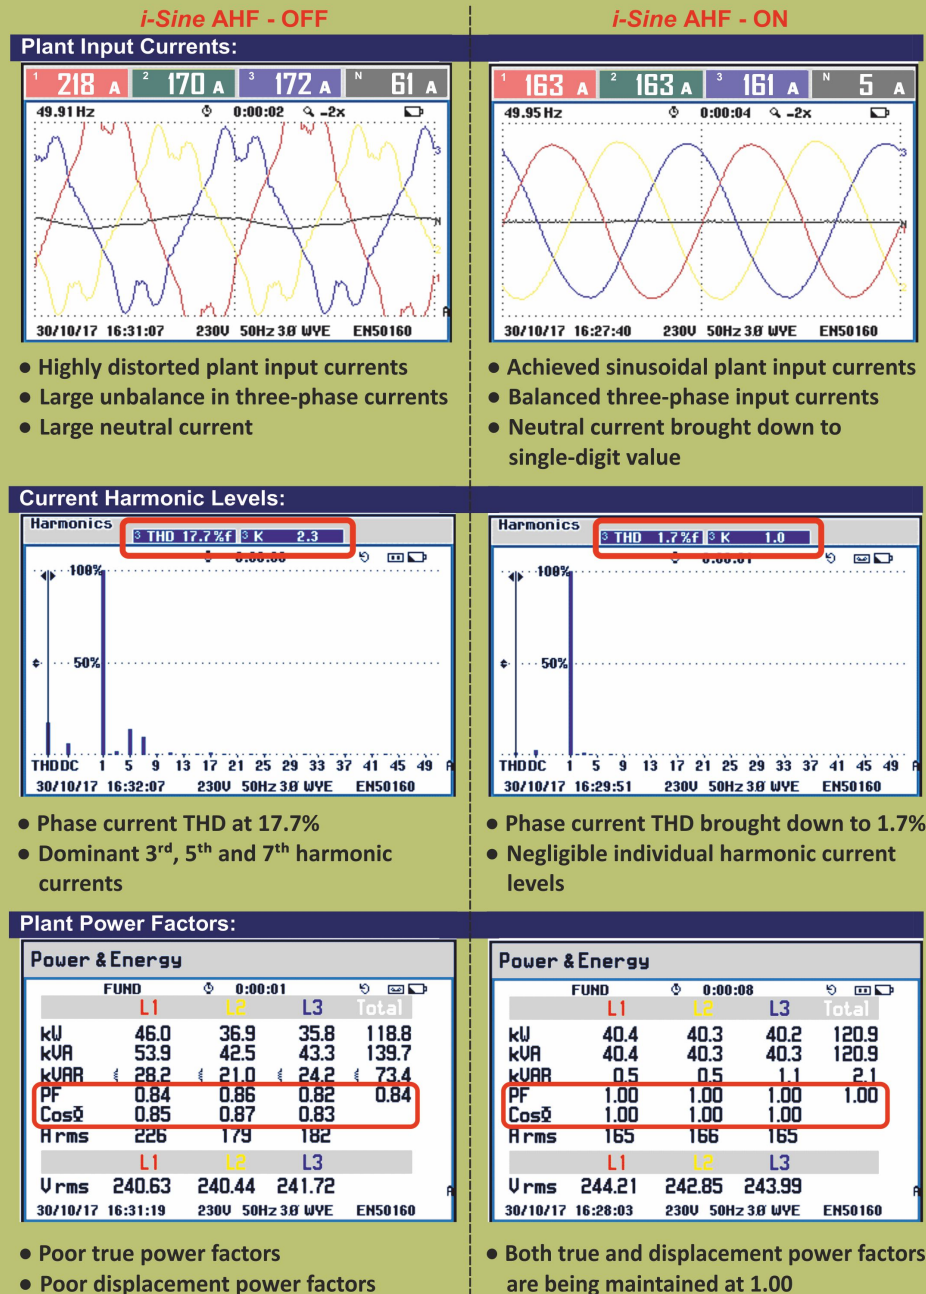 i-Sine AHF - OFF
i-Sine AHF - ON
Plant Input Currents:
1 218 A 2 170 A 3 172 A N 61 A
49.91 Hz 0:00:02 -2x
3
N
2
1
A
30/10/17 16:31:07 230V 50Hz 3Ø WYE EN50160
1 163 A 2 163 A 3 161 A N 5 A
49.95 Hz 0:00:04 -2x
3
N
30/10/17 16:27:40 230V 50Hz 3Ø WYE EN50160
● Highly distorted plant input currents
● Large unbalance in three-phase currents
● Large neutral current
● Achieved sinusoidal plant input currents
● Balanced three-phase input currents
● Neutral current brought down to
single-digit value
Current Harmonic Levels:
Harmonics
3 THD 17.7%f 3 K 2.3
100%
50%
THDDC 1 5 9 13 17 21 25 29 33 37 41 45 49 A
30/10/17 16:32:07 230V 50Hz 3Ø WYE EN50160
Harmonics
3 THD 1.7%f 3 K 1.0
100%
50%
THDDC 1 5 9 13 17 21 25 29 33 37 41 45 49 A
30/10/17 16:29:51 230V 50Hz 3Ø WYE EN50160
● Phase current THD at 17.7%
● Dominant 3rd, 5th and 7th harmonic
currents
● Phase current THD brought down to 1.7%
● Negligible individual harmonic current
levels
Plant Power Factors:
Power & Energy
FUND 0:00:01
L1 L2 L3 Total
kW 46.0 36.9 35.8 118.8
kVA 53.9 42.5 43.3 139.7
kVAR 28.2 21.0 24.2 73.4
PF 0.84 0.86 0.82 0.84
CosΦ 0.85 0.87 0.83
A rms 226 179 182
L1 L2 L3
V rms 240.63 240.44 241.72
A
30/10/17 16:31:19 230V 50Hz 3Ø WYE EN50160
Power & Energy
FUND 0:00:08
L1 L2 L3 Total
kW 40.4 40.3 40.2 120.9
kVA 40.4 40.3 40.3 120.9
kVAR 0.5 0.5 1.1 2.1
PF 1.00 1.00 1.00 1.00
CosΦ 1.00 1.00 1.00
A rms 165 166 165
L1 L2 L3
V rms 244.21 242.85 243.99
A
30/10/17 16:28:03 230V 50Hz 3Ø WYE EN50160
● Poor true power factors
● Poor displacement power factors
● Both true and displacement power factors
are being maintained at 1.00